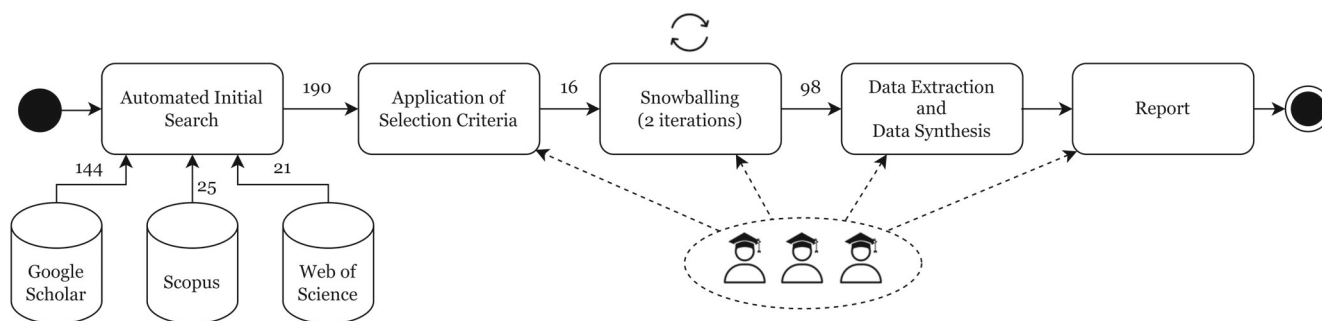 Automated Initial
Search
190
Application of
Selection Criteria
16
Snowballing
(2 iterations)
98
Data Extraction
and
Data Synthesis
Report
144
25
21
Google
Scholar
Scopus
Web of
Science